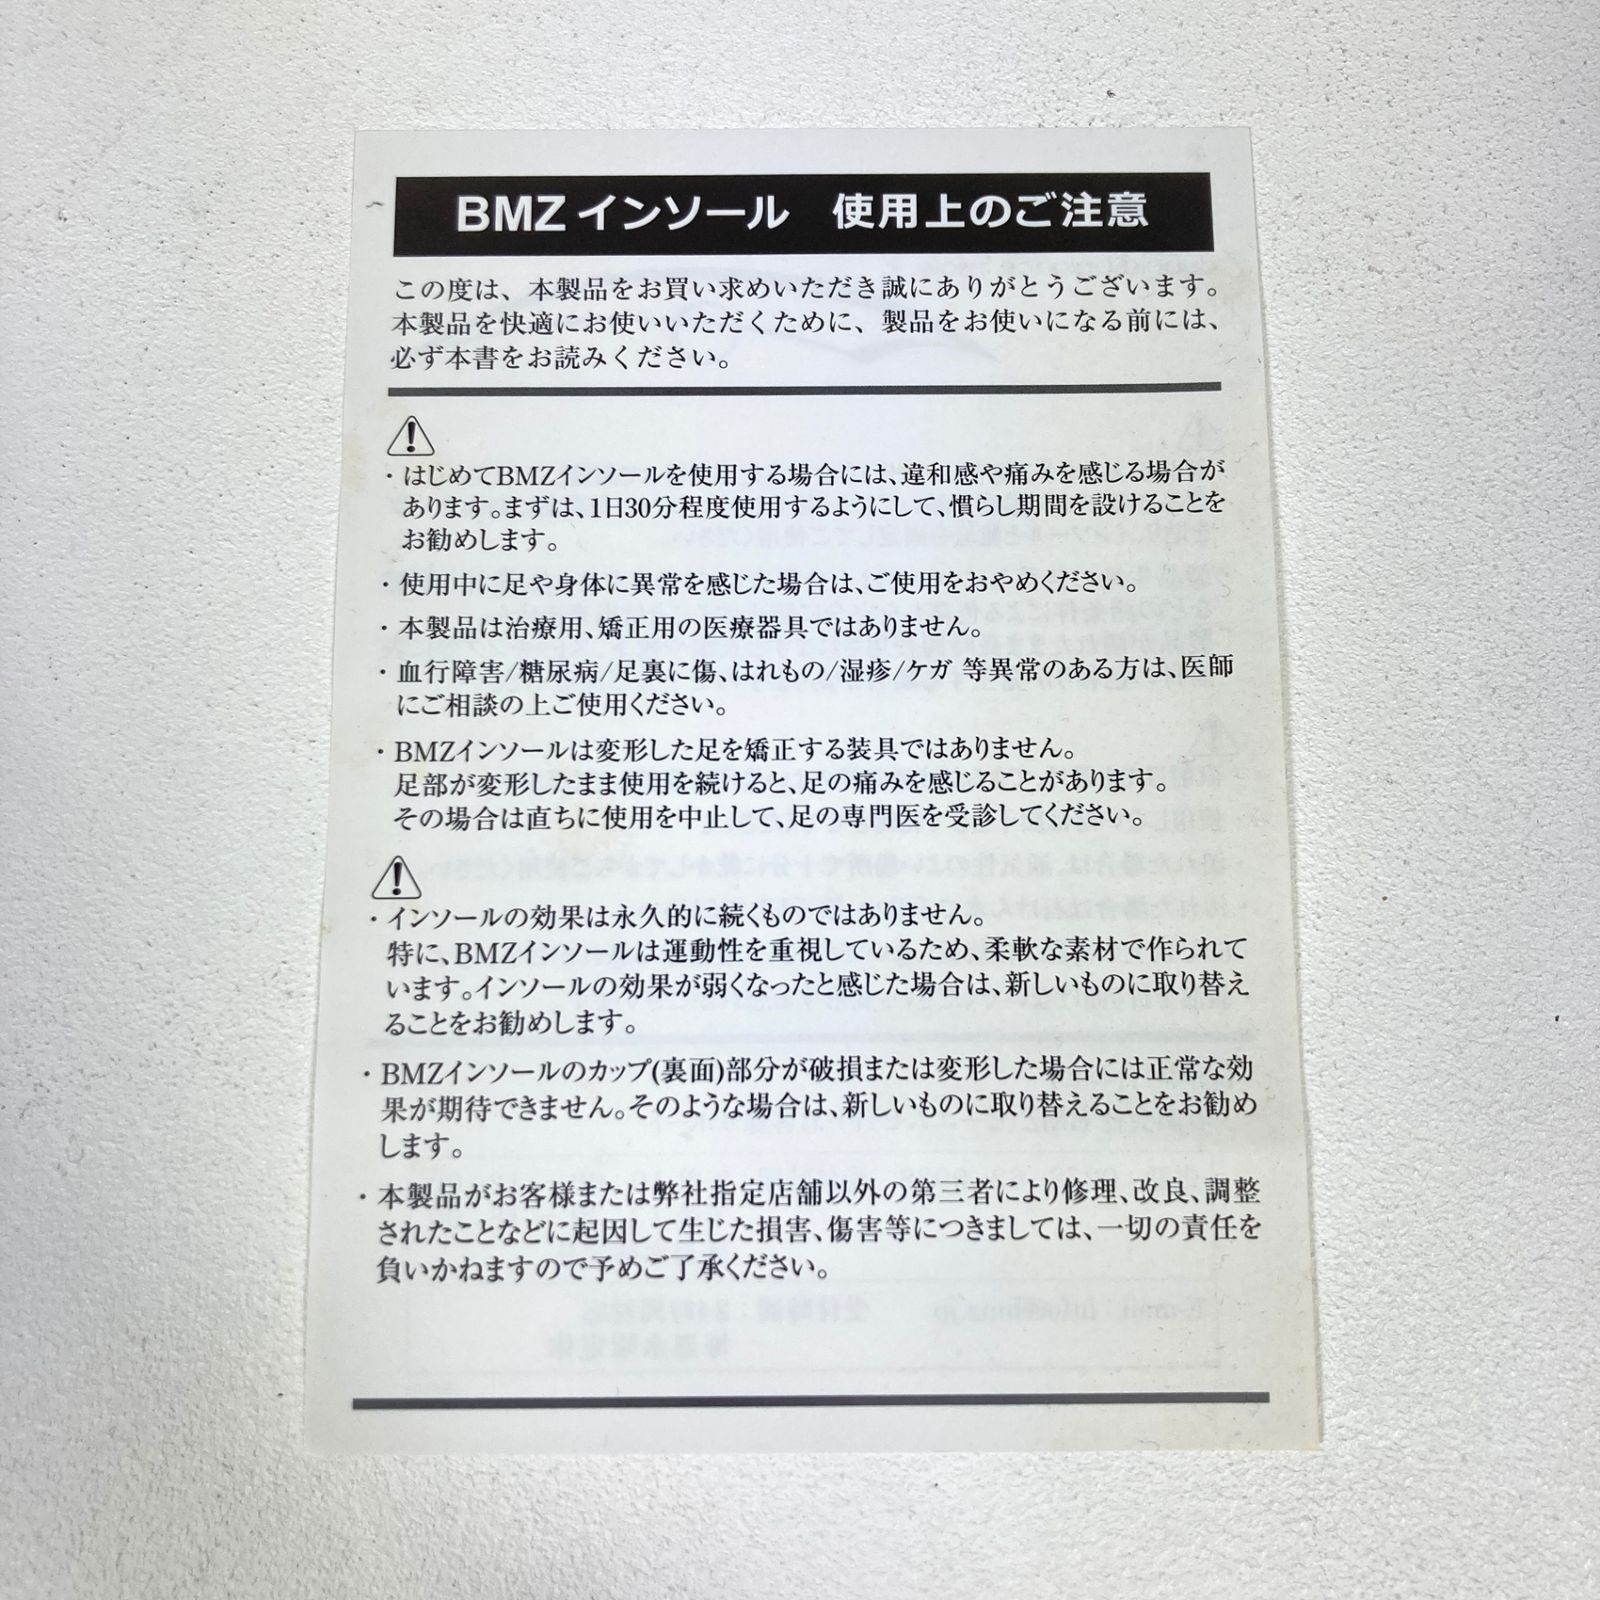 BMZ インソール 使用上のご注意
この度は、本製品をお買い求めいただき誠にありがとうございます。
本製品を快適にお使いいただくために、製品をお使いになる前には、
必ず本書をお読みください。
・はじめてBMZインソールを使用する場合には、違和感や痛みを感じる場合が
あります。まずは、1日30分程度使用するようにして、慣らし期間を設けることを
お勧めします。
・使用中に足や身体に異常を感じた場合は、ご使用をおやめください。
・本製品は治療用、矯正用の医療器具ではありません。
・血行障害/糖尿病/足裏に傷、はれもの/湿疹/ケガ 等異常のある方は、医師
にご相談の上ご使用ください。
・BMZインソールは変形した足を矯正する装具ではありません。
足部が変形したまま使用を続けると、足の痛みを感じることがあります。
その場合は直ちに使用を中止して、足の専門医を受診してください。
・インソールの効果は永久的に続くものではありません。
特に、BMZインソールは運動性を重視しているため、柔軟な素材で作られて
います。インソールの効果が弱くなったと感じた場合は、新しいものに取り替え
ることをお勧めします。
・BMZインソールのカップ(裏面)部分が破損または変形した場合には正常な効
果が期待できません。そのような場合は、新しいものに取り替えることをお勧め
します。
・本製品がお客様または弊社指定店舗以外の第三者により修理、改良、調整
されたことなどに起因して生じた損害、傷害等につきましては、一切の責任を
負いかねますので予めご了承ください。